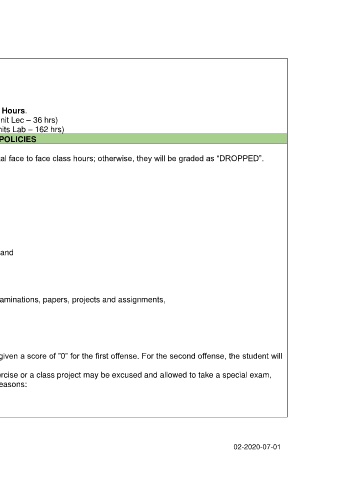 Hours.
nit Lec – 36 hrs)
nits Lab – 162 hrs)
POLICIES
al face to face class hours; otherwise, they will be graded as “DROPPED”.
and
aminations, papers, projects and assignments,
given a score of "0" for the first offense. For the second offense, the student will
rcise or a class project may be excused and allowed to take a special exam,
easons:
02-2020-07-01